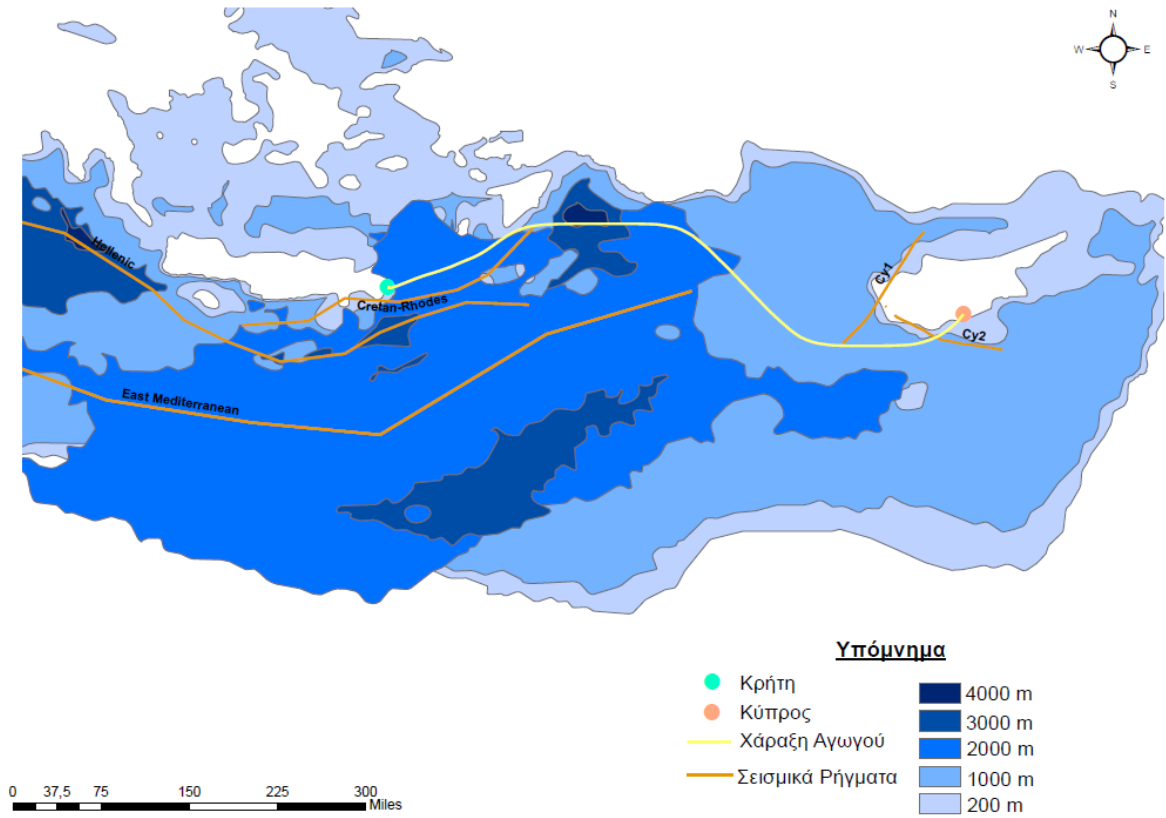 N
W E
S
Hellenic
Cy1
Cretan-Rhodes
Cy2
East Mediterranean
Υπόμνημα
Κρήτη
Κύπρος
Χάραξη Αγωγού
Σεισμικά Ρήγματα
4000 m
3000 m
2000 m
1000 m
200 m
0 37,5 75 150 225 300
Miles